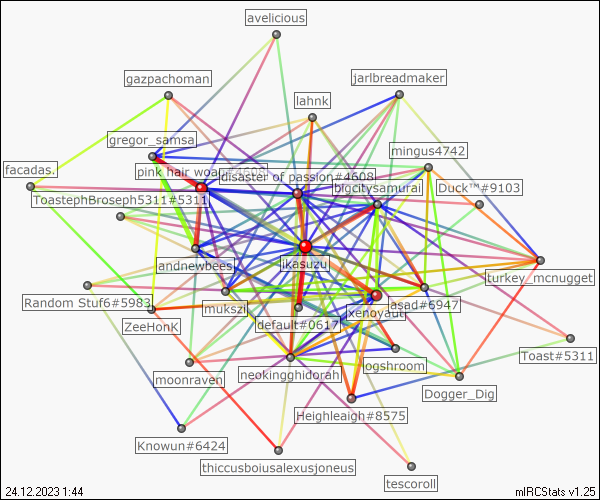 avelicious
gazpachoman
jarlbreadmaker
lahnk
gregor_samsa
mingus4742
facadas.
pink hair woa
disaster of passion#4608
bigcitysamurai
Duck™#9103
ToastephBroseph5311#5311
andnewbees
ikasuzu
turkey_mcnugget
Random Stuf6#5983
mukszi
asad#6947
xenoyaut
ZeeHonK
default#0617
Toast#5311
moonraven
neokingghidorah
ogshroom
Dogger_Dig
Heighleaigh#8575
Knowun#6424
thiccusboiusalexusjoneus
tescoroll
24.12.2023 1:44
mIRCStats v1.25